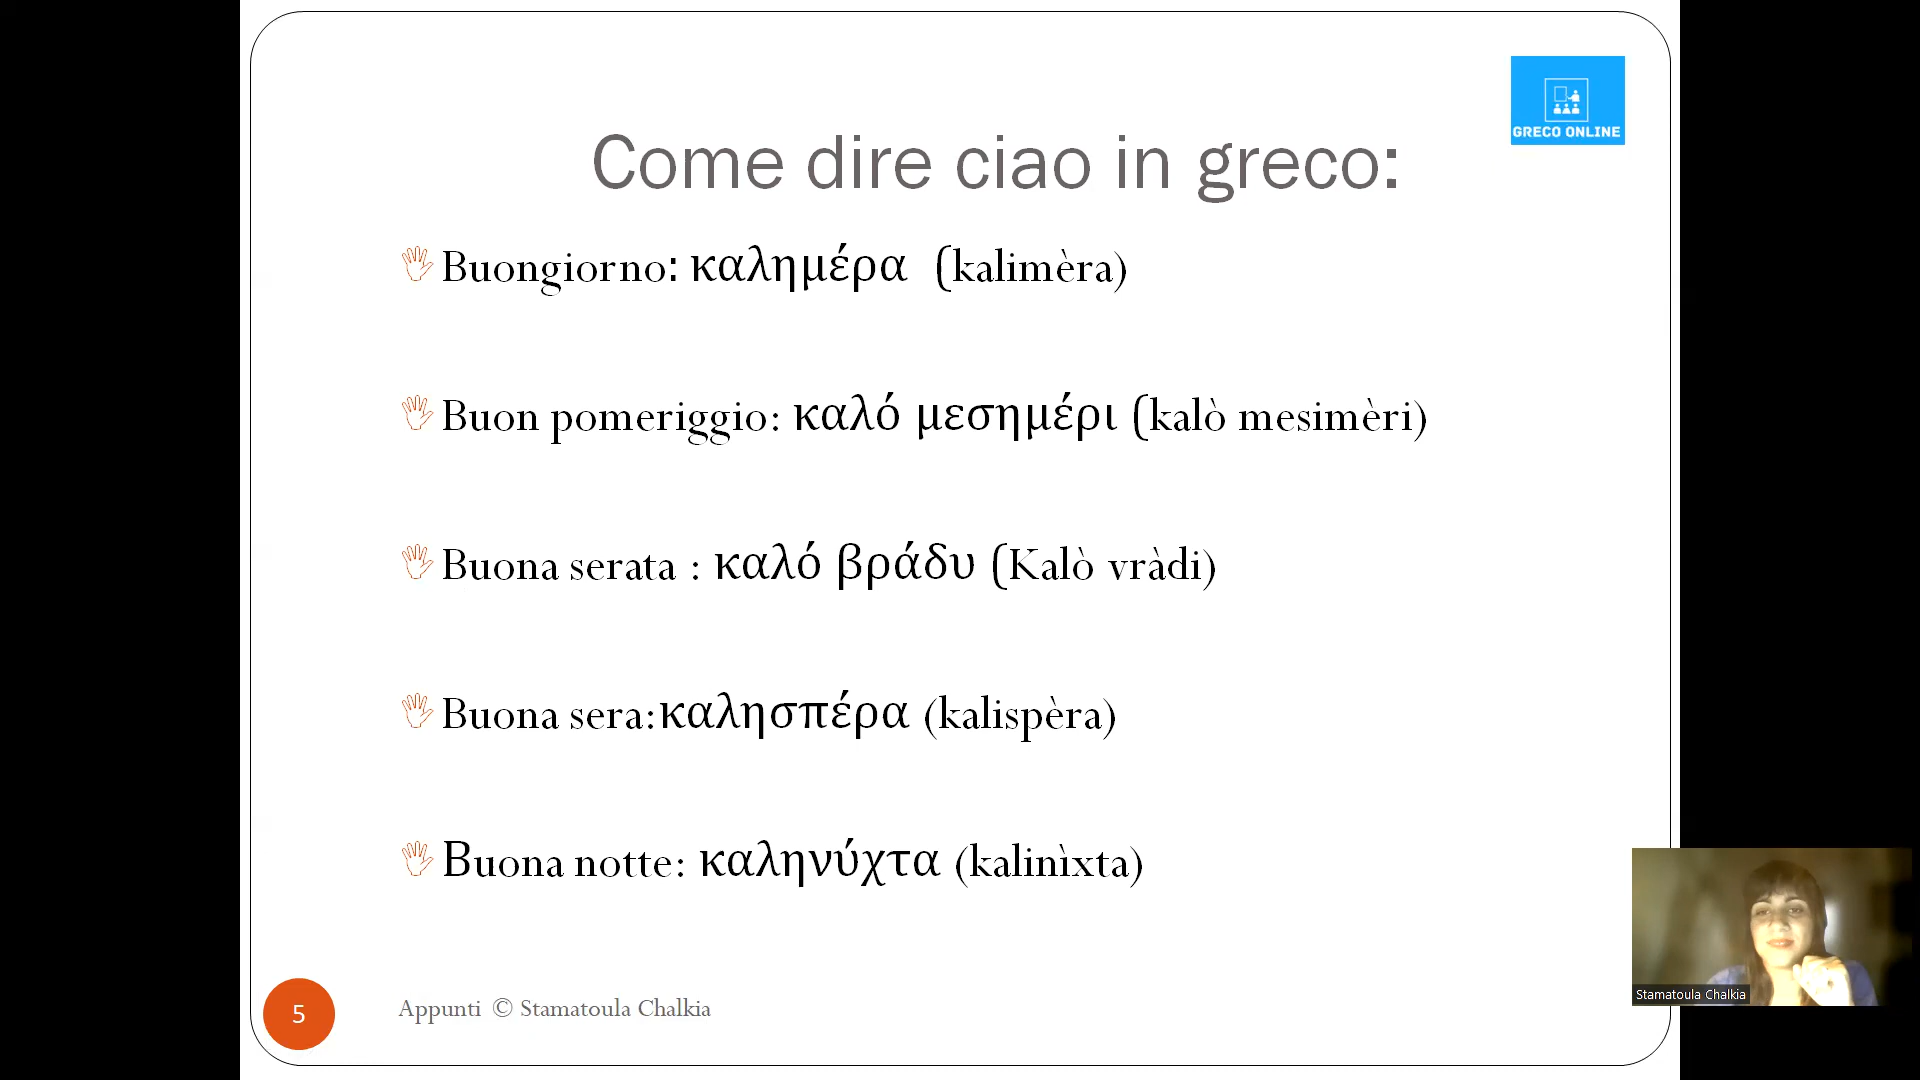 GRECO ONLINE
Come dire ciao in greco:
Buongiorno: καλημέρα (kalimèra)
Buon pomeriggio: καλό μεσημέρι (kalò mesimèri)
Buona serata : καλό βράδυ (Kalò vràdi)
Buona sera:καλησπέρα (kalispèra)
Buona notte: καληνύχτα (kalinìxta)
5
Appunti © Stamatoula Chalkia
Stamatoula Chalkia